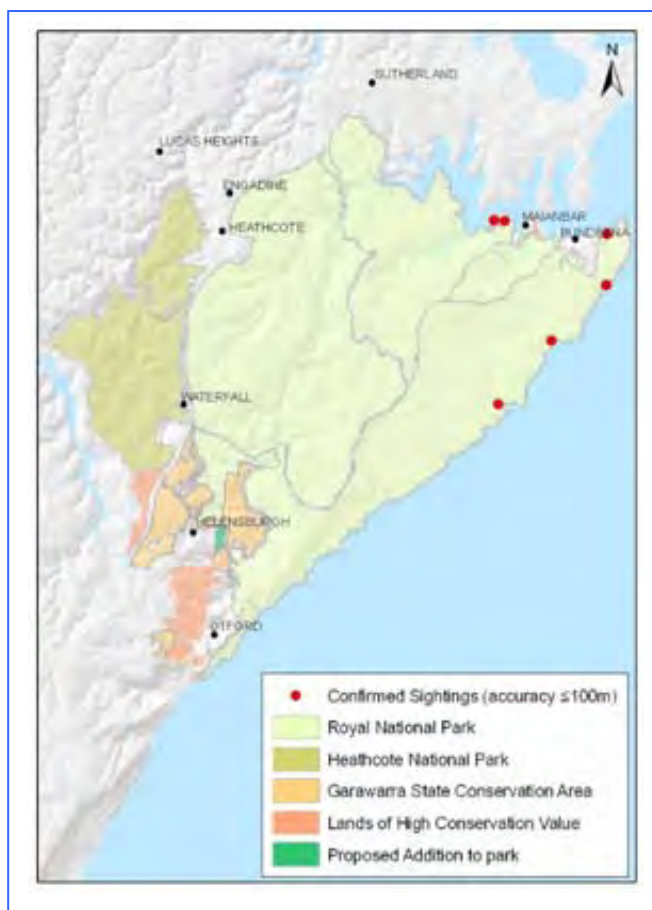 N
SUTHERLAND
LUCAS HEIGHTS
ENGADINE
HEATHCOTE
MAIANBAR
BUNDEENA
WATERFALL
HELENSBURGH
OTFORD
Confirmed Sightings (accuracy ≤100m)
Royal National Park
Heathcote National Park
Garawarra State Conservation Area
Lands of High Conservation Value
Proposed Addition to park